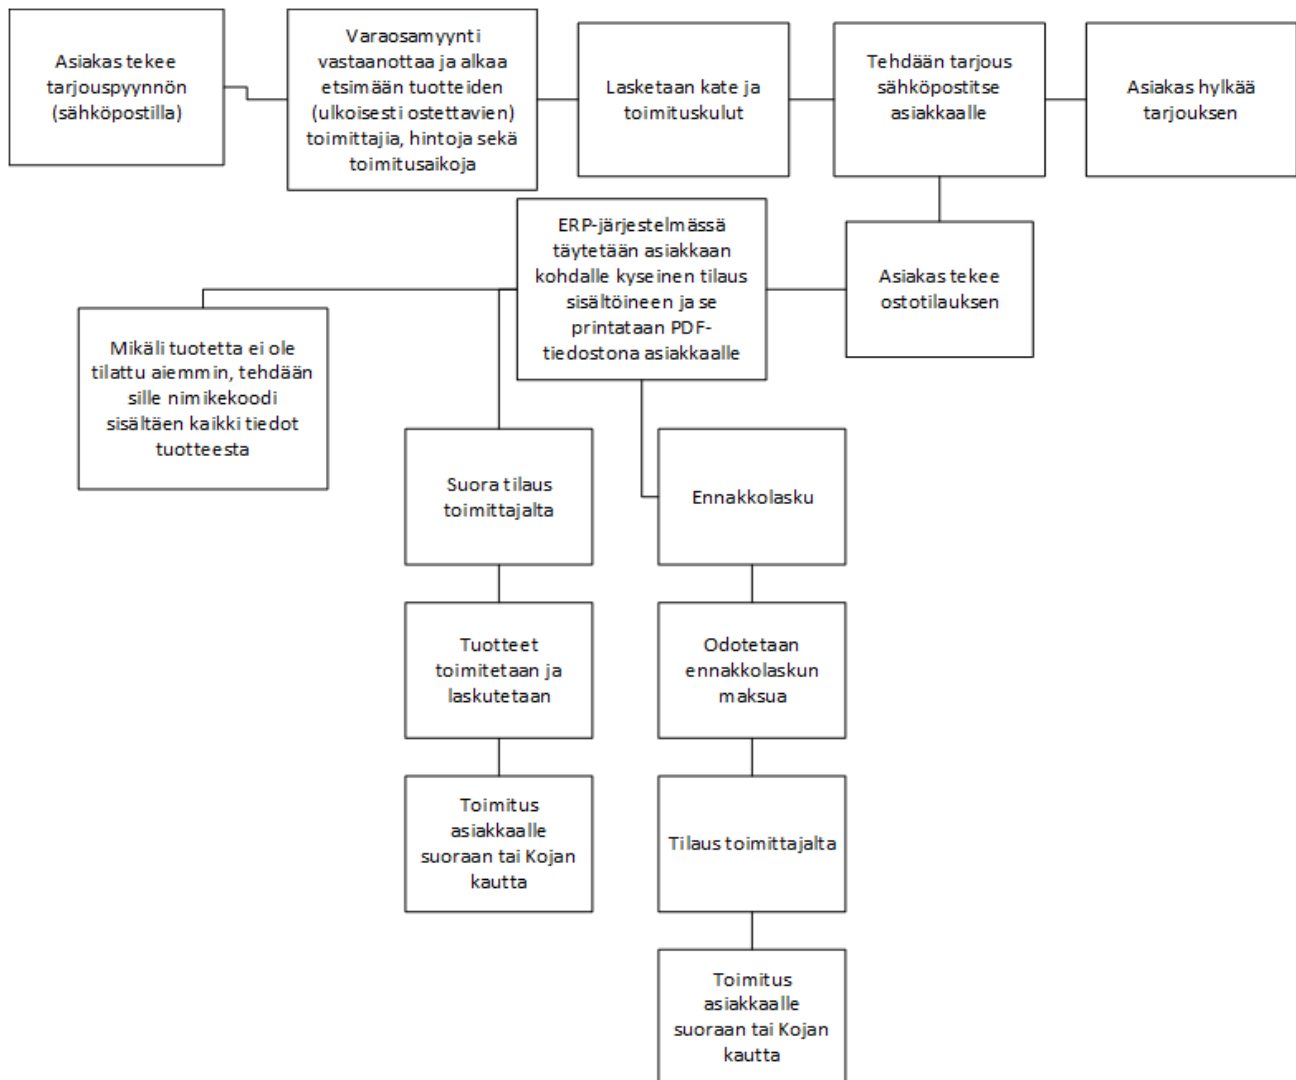 Asiakas tekee
tarjouspyynnön
(sähköpostilla)
Varaosamyynti
vastaanottaa ja alkaa
etsimään tuotteiden
(ulkoisesti ostettavien)
toimittajia, hintoja sekä
toimitusaikoja
Lasketaan kate ja
toimituskulut
Tehdään tarjous
sähköpostitse
asiakkaalle
Asiakas hylkää
tarjouksen
ERP-järjestelmässä
täytetään asiakkaan
kohdalle kyseinen tilaus
sisältöineen ja se
printataan PDF-
tiedostona asiakkaalle
Asiakas tekee
ostotilauksen
Mikäli tuotetta ei ole
tilattu aiemmin, tehdään
sille nimikekoodi
sisältäen kaikki tiedot
tuotteesta
Suora tilaus
toimittajalta
Ennakkolasku
Tuotteet
toimitetaan ja
laskutetaan
Odotetaan
ennakkolaskun
maksua
Toimitus
asiakkaalle
suoraan tai Kojan
kautta
Tilaus toimittajalta
Toimitus
asiakkaalle
suoraan tai Kojan
kautta